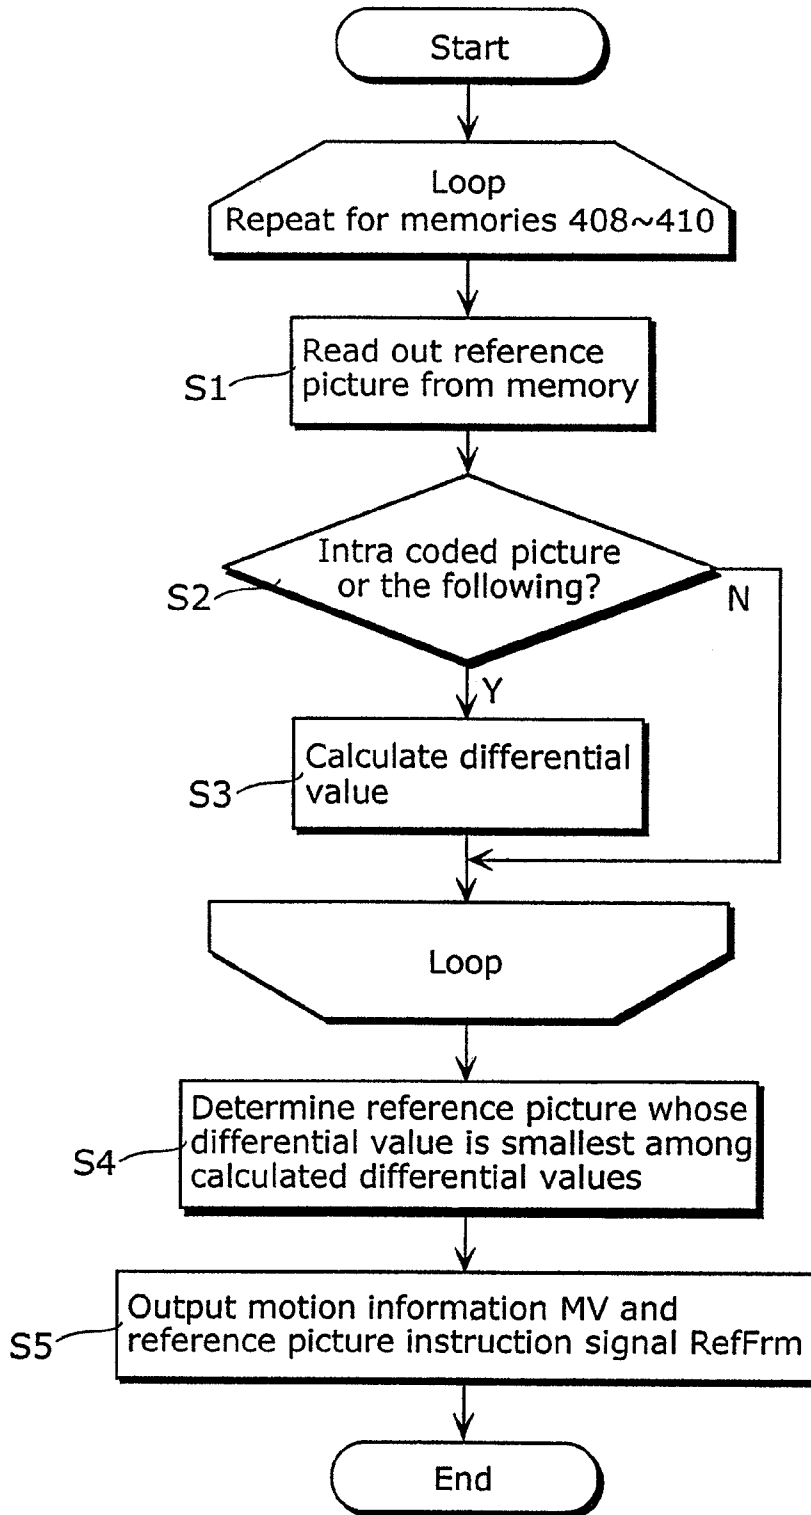 Start
Loop
Repeat for memories 408~410
S1
Read out reference
picture from memory
S2
Intra coded picture
or the following?
N
Y
S3
Calculate differential
value
Loop
S4
Determine reference picture whose
differential value is smallest among
calculated differential values
S5
Output motion information MV and
reference picture instruction signal RefFrm
End